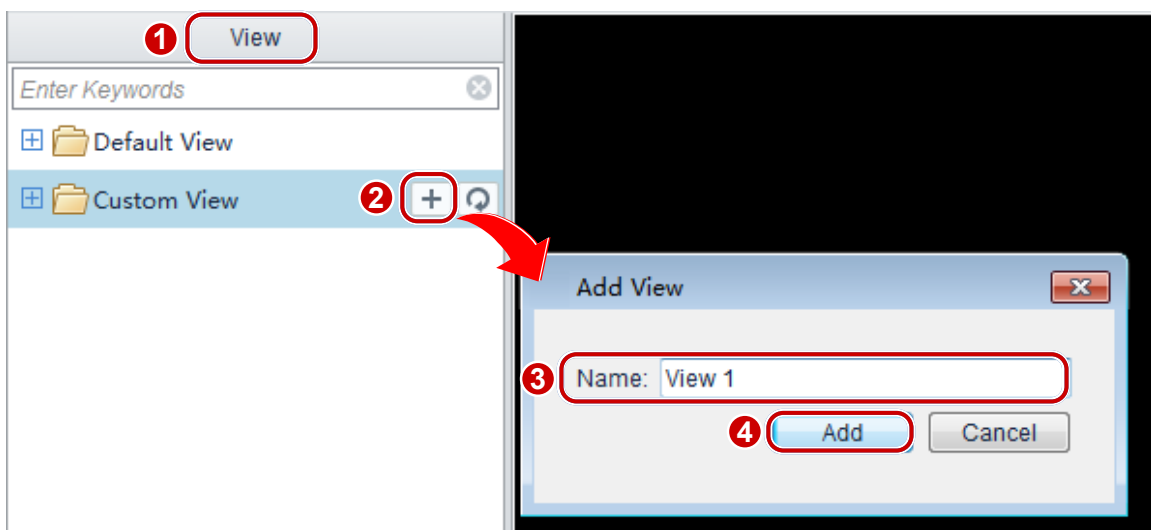 1 View
Enter Keywords
Default View
Custom View 2
Add View
3 Name: View 1
4 Add Cancel